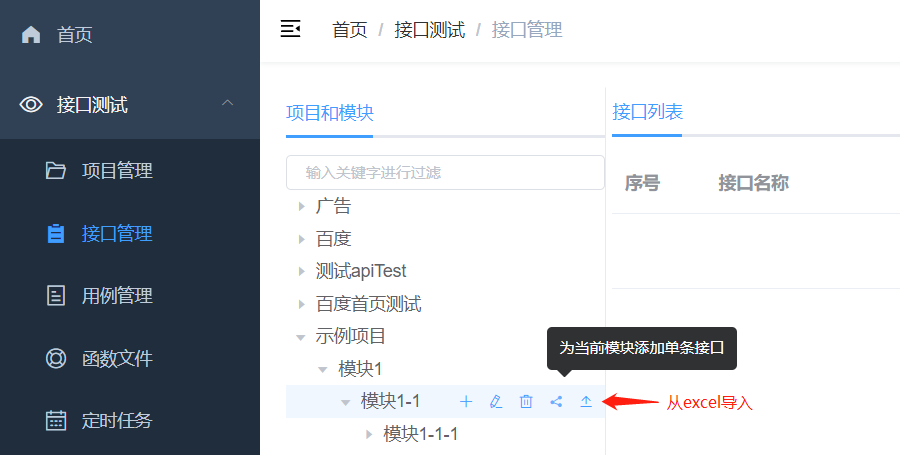 首页
接口测试
项目管理
接口管理
用例管理
函数文件
定时任务
首页 / 接口测试 / 接口管理
项目和模块
输入关键字进行过滤
广告
百度
测试apiTest
百度首页测试
示例项目
模块1
模块1-1
模块1-1-1
接口列表
序号 接口名称
为当前模块添加单条接口
从excel导入